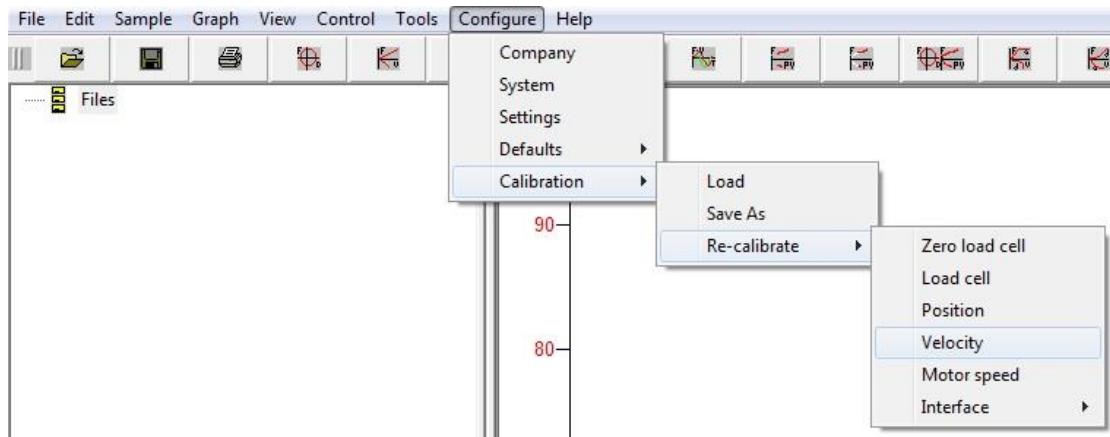 File Edit Sample Graph View Control Tools Configure Help
Files
Company
System
Settings
Defaults
Calibration
Load
Save As
Re-calibrate
Zero load cell
Load cell
Position
Velocity
Motor speed
Interface
90
80